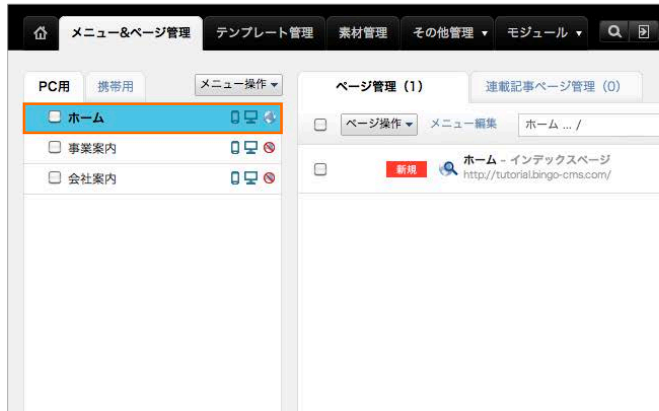 メニュー&ページ管理 テンプレート管理 素材管理 その他管理 ▼ モジュール ▼
PC用 携帯用 メニュー操作 ▼
ホーム
事業案内
会社案内
ページ管理 (1) 連載記事ページ管理 (0)
ページ操作 ▼ メニュー編集 ホーム ... /
新規 ホーム - インデックスページ
http://tutorial.bingo-cms.com/